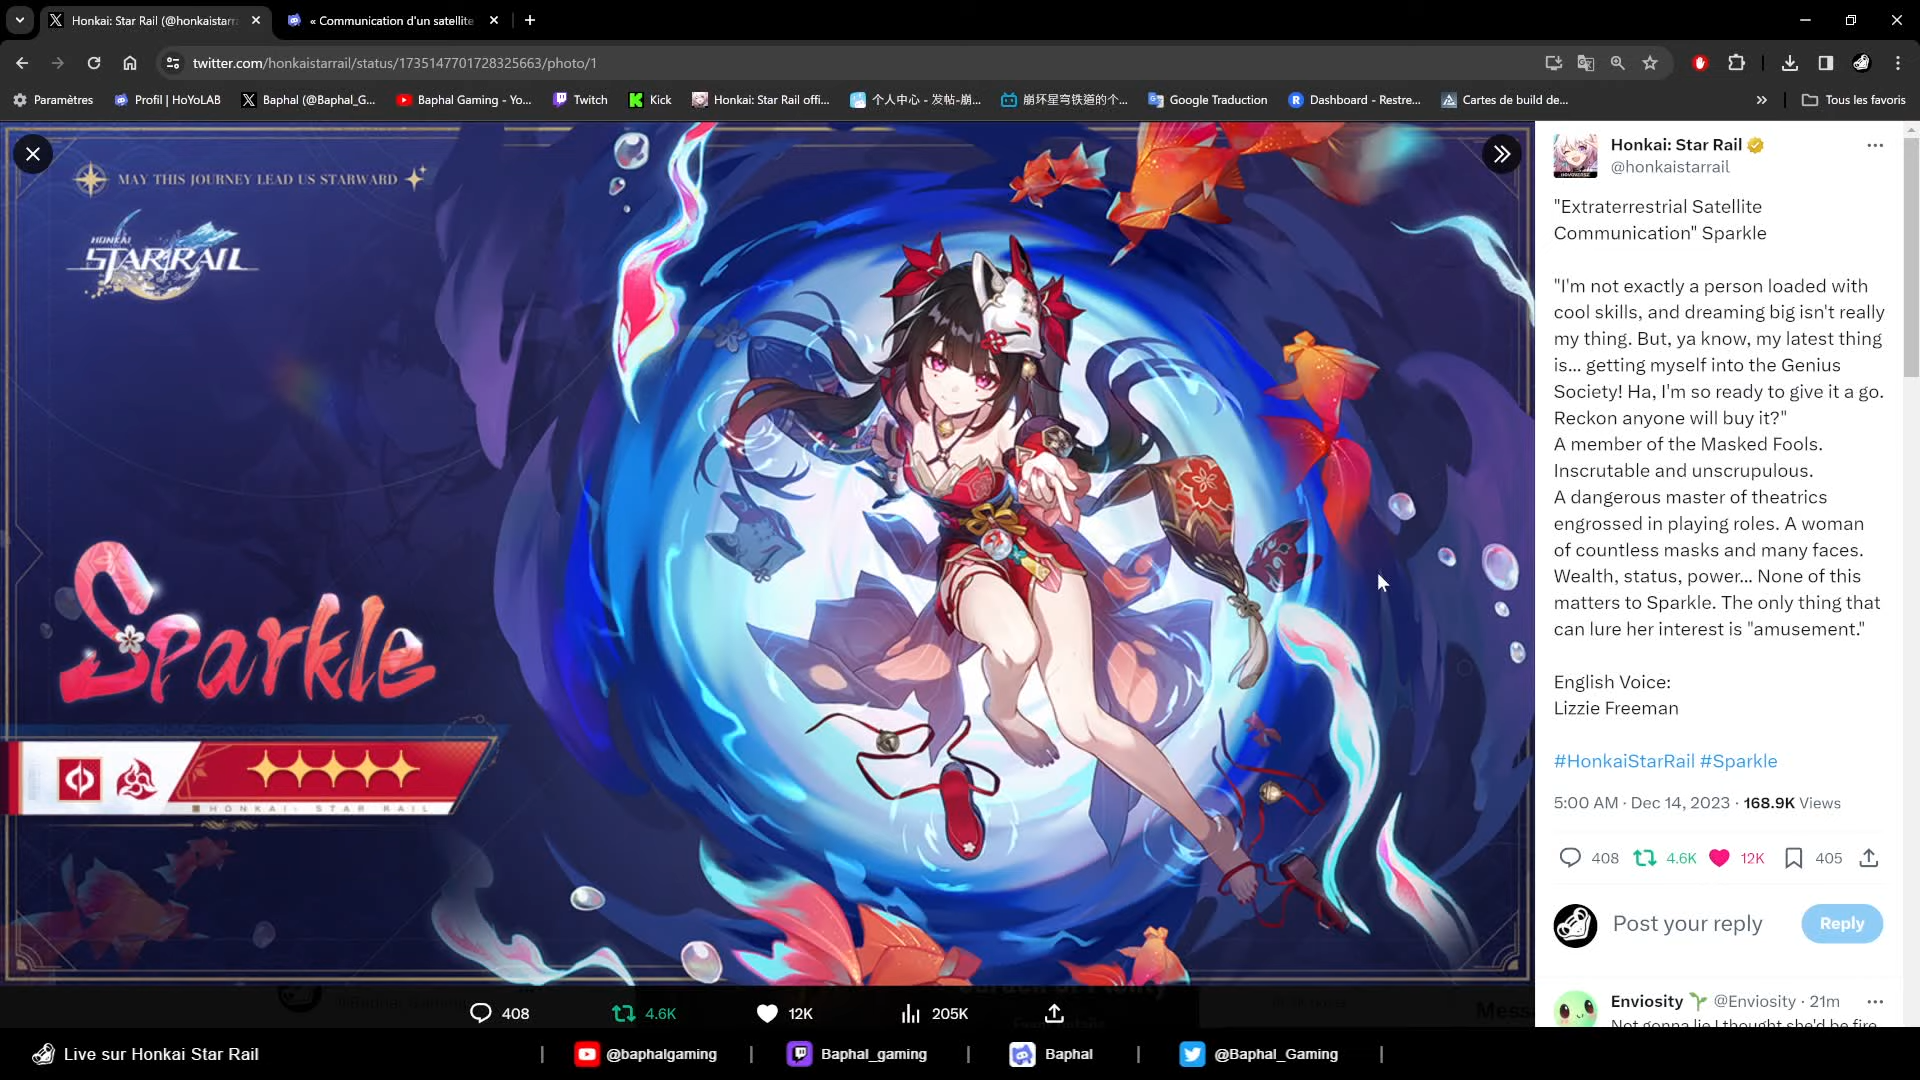 Honkai: Star Rail (@honkaistarr
« Communication d'un satellite
twitter.com/honkaistarrail/status/1735147701728325663/photo/1
Paramètres
Profil | HoYoLAB
Baphal (@Baphal_G...
Baphal Gaming - Yo...
Twitch
Kick
Honkai: Star Rail offi...
个人中心 - 发帖-崩...
崩坏星穹铁道的个...
Google Traduction
Dashboard - Restre...
Cartes de build de...
Tous les favoris
MAY THIS JOURNEY LEAD US STARWARD
HONKAI
STAR RAIL
Sparkle
HONKAI: STAR RAIL
Honkai: Star Rail
@honkaistarrail
"Extraterrestrial Satellite
Communication" Sparkle
"I'm not exactly a person loaded with
cool skills, and dreaming big isn't really
my thing. But, ya know, my latest thing
is... getting myself into the Genius
Society! Ha, I'm so ready to give it a go.
Reckon anyone will buy it?"
A member of the Masked Fools.
Inscrutable and unscrupulous.
A dangerous master of theatrics
engrossed in playing roles. A woman
of countless masks and many faces.
Wealth, status, power... None of this
matters to Sparkle. The only thing that
can lure her interest is "amusement."
English Voice:
Lizzie Freeman
#HonkaiStarRail #Sparkle
5:00 AM · Dec 14, 2023 · 168.9K Views
408 4.6K 12K 405
Post your reply
Reply
Enviosity @Enviosity · 21m
Not gonna lie I thought she'd be fire
408 4.6K 12K 205K
Live sur Honkai Star Rail | @baphalgaming | Baphal_gaming | Baphal | @Baphal_Gaming |